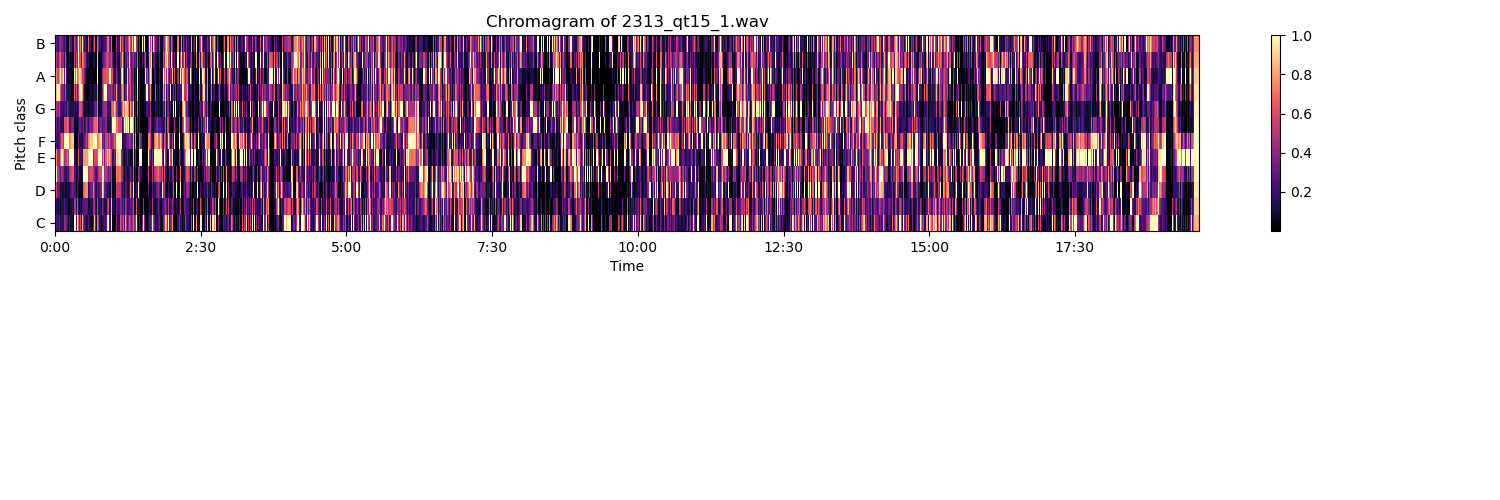 Chromagram of 2313_qt15_1.wav
Pitch class
B
A
G
F
E
D
C
0:00 2:30 5:00 7:30 10:00 12:30 15:00 17:30
Time
1.0
0.8
0.6
0.4
0.2